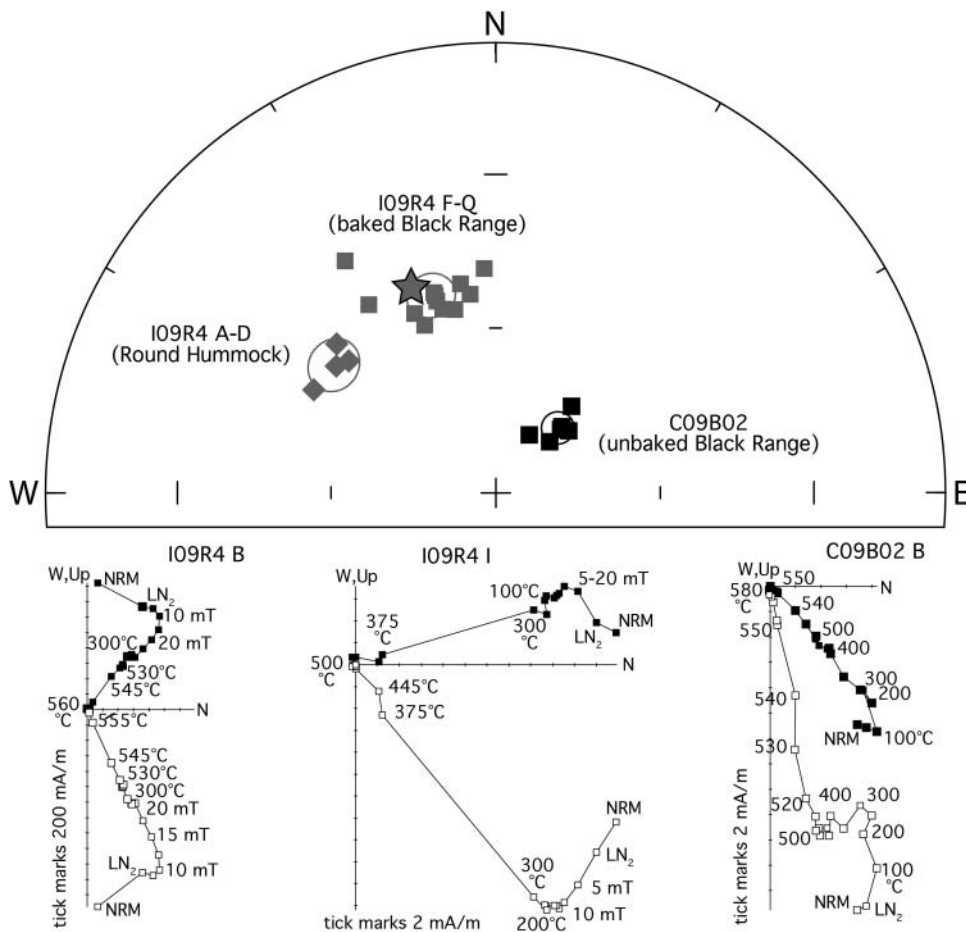 N
I09R4 F-Q
(baked Black Range)
I09R4 A-D
(Round Hummock)
C09B02
(unbaked Black Range)
W
E
I09R4 B
W,Up
NRM
LN2
10 mT
20 mT
300°C
530°C
545°C
560
°C
N
555°C
545°C
530°C
300°C
20 mT
15 mT
LN2
10 mT
NRM
tick marks 200 mA/m
I09R4 I
W,Up
5-20 mT
100°C
NRM
LN2
300
°C
375
°C
500
°C
N
445°C
375°C
NRM
LN2
300
°C
5 mT
10 mT
200°C
tick marks 2 mA/m
C09B02 B
W,Up
550
N
580
°C
540
550
500
400
300
200
540
NRM
100°C
530
520
400
300
500
200
100
°C
NRM
LN2
tick marks 2 mA/m